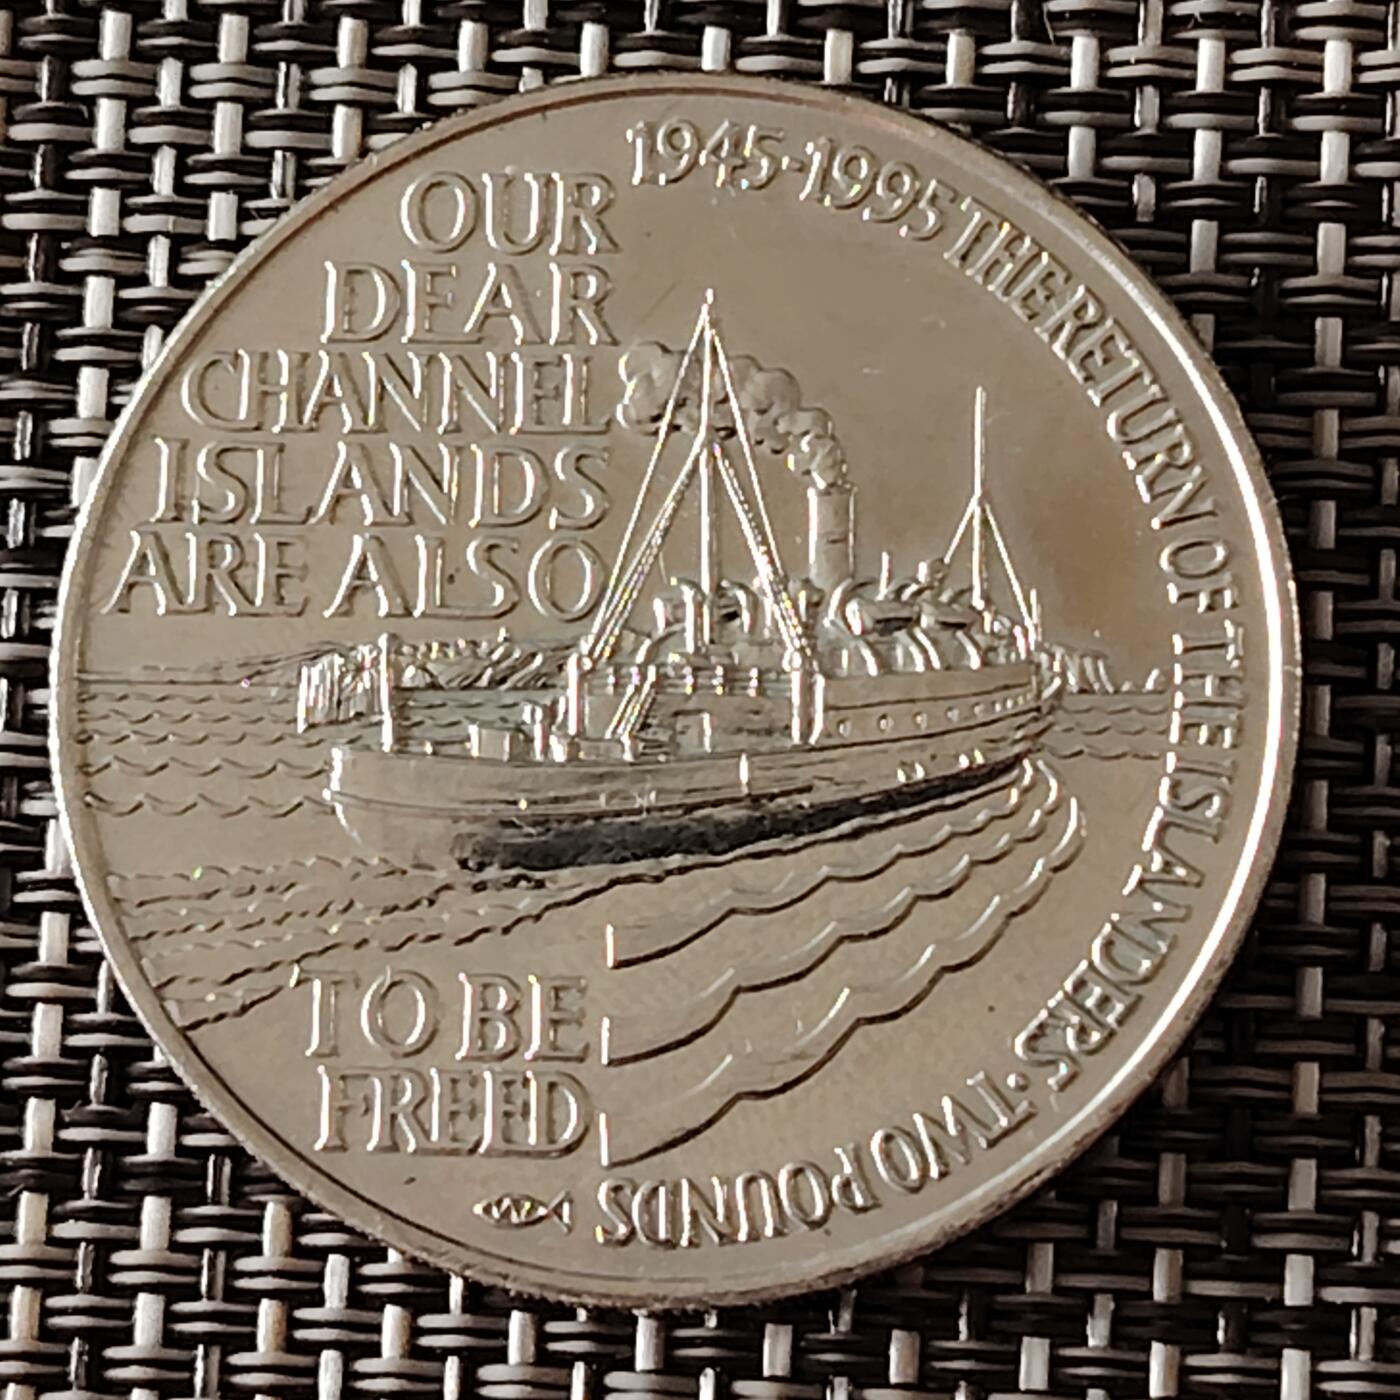 OUR
DEAR
CHANNEL
ISLANDS
ARE ALSO
TO BE
FREED
1945-1995 THE RETURN OF THE ISLANDERS · TWO POUNDS